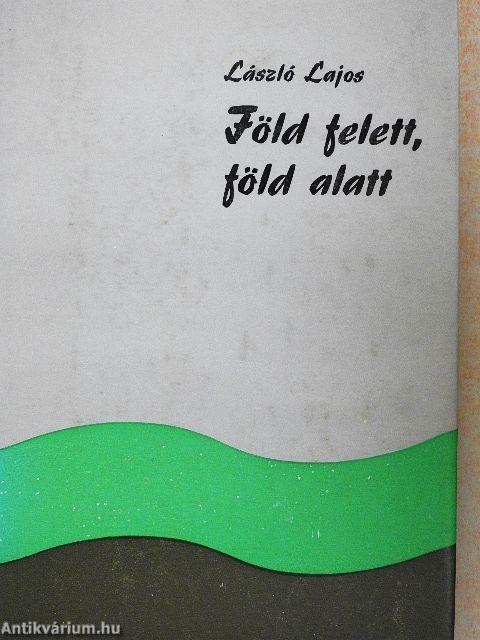 László Lajos
Föld felett,
föld alatt
Antikvárium.hu